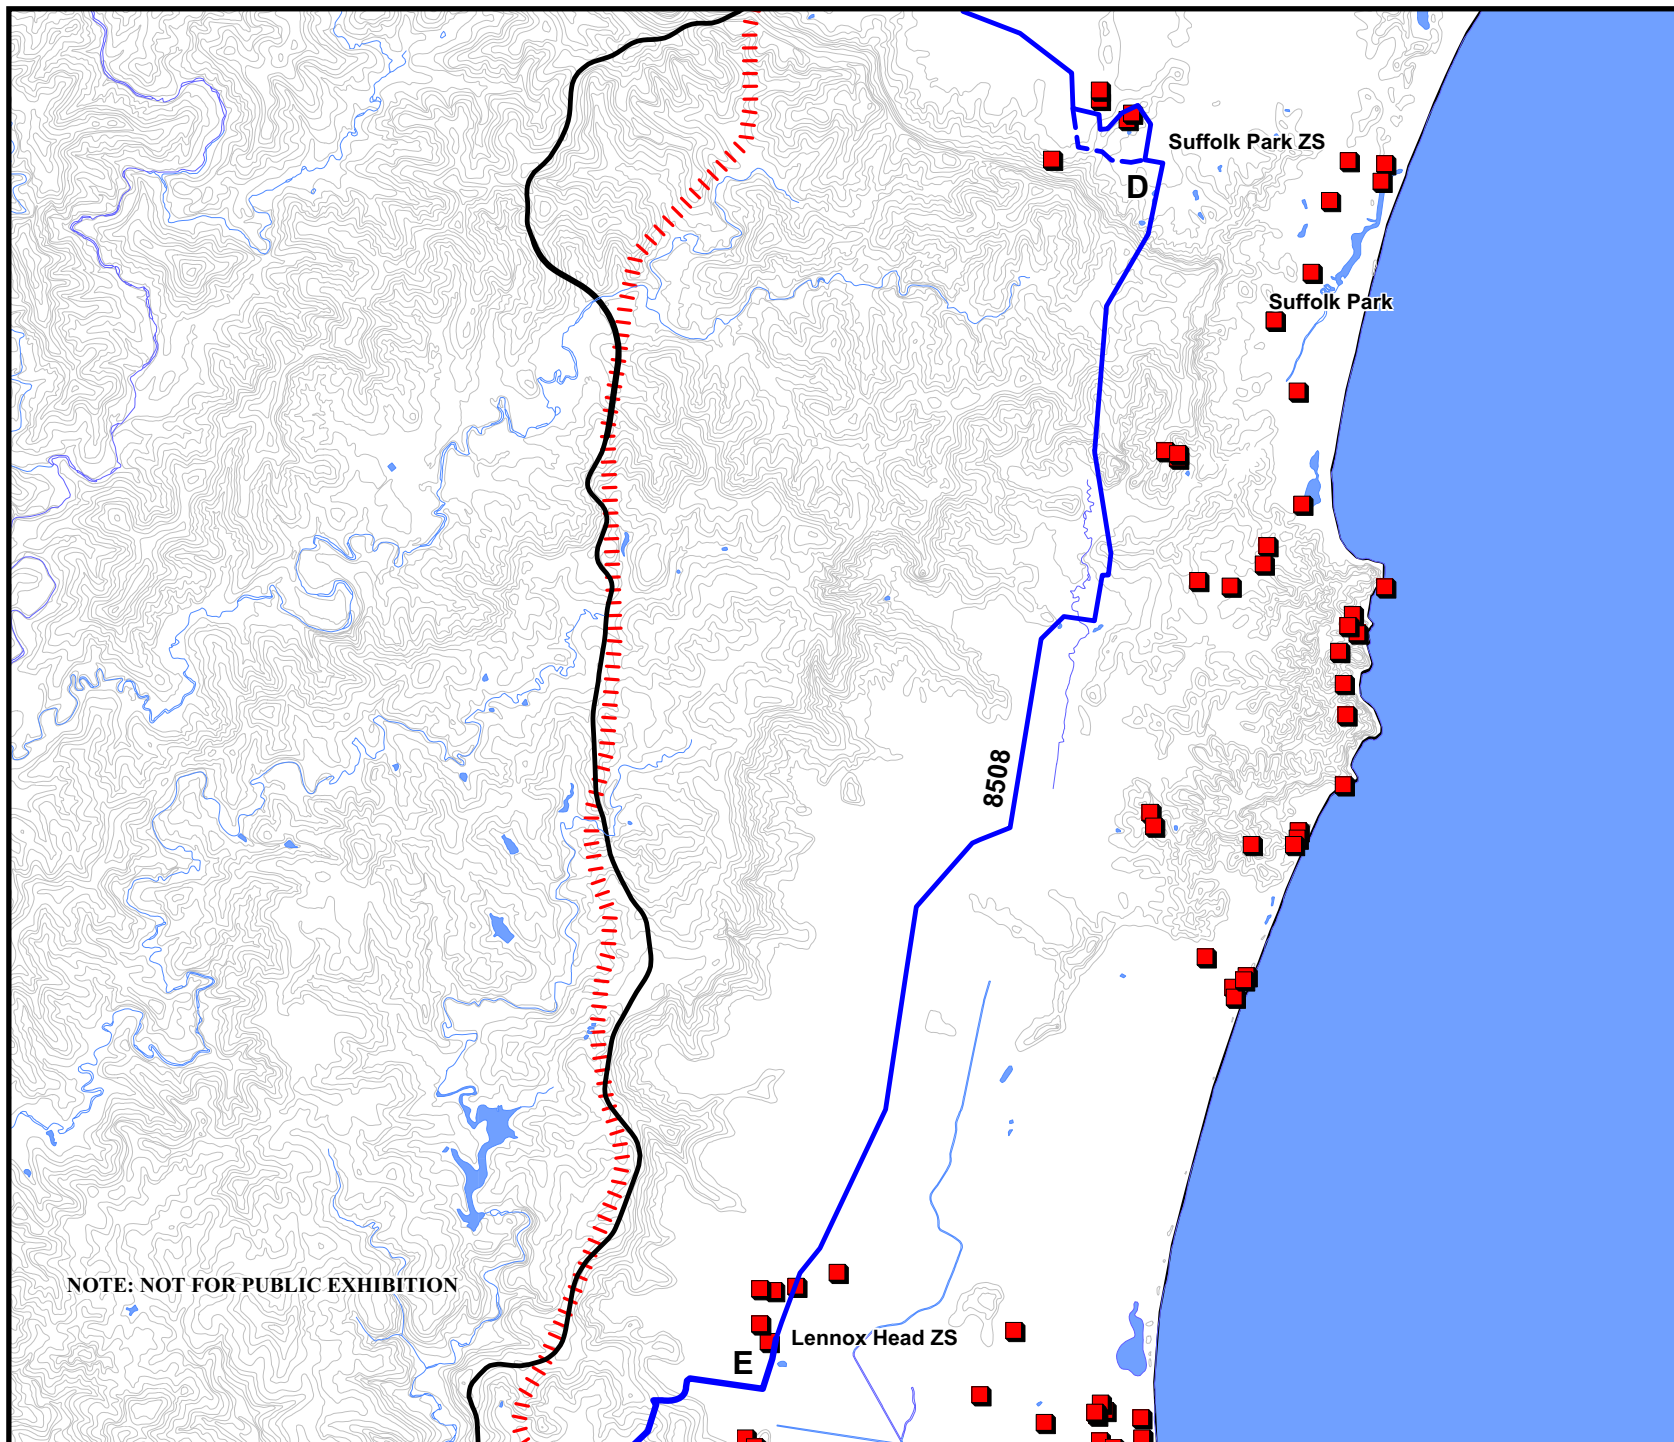 Suffolk Park ZS
D
Suffolk Park
8508
NOTE: NOT FOR PUBLIC EXHIBITION
Lennox Head ZS
E